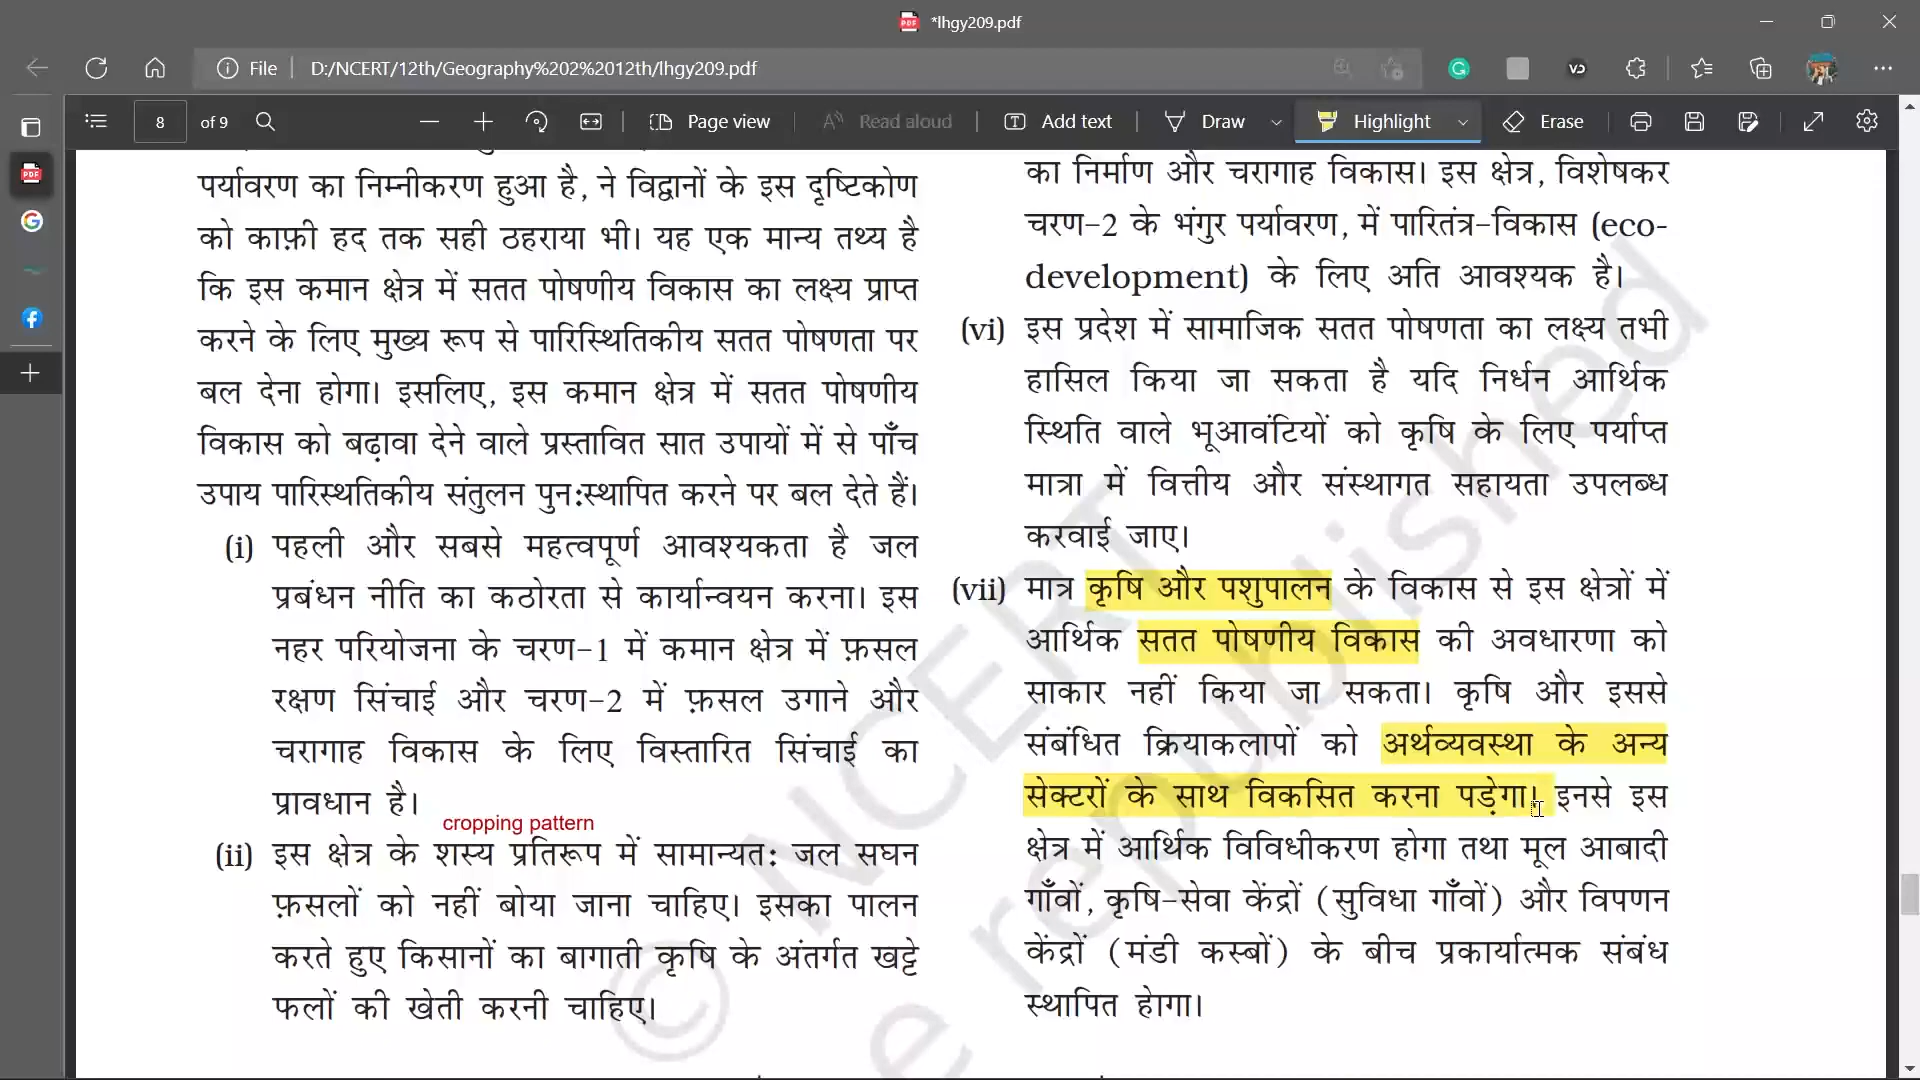 *lhgy209.pdf
File
D:/NCERT/12th/Geography%202%2012th/lhgy209.pdf
8 of 9
Page view
Read aloud
Add text
Draw
Highlight
Erase
पर्यावरण का निम्नीकरण हुआ है, ने विद्वानों के इस दृष्टिकोण
को काफ़ी हद तक सही ठहराया भी। यह एक मान्य तथ्य है
कि इस कमान क्षेत्र में सतत पोषणीय विकास का लक्ष्य प्राप्त
करने के लिए मुख्य रूप से पारिस्थितिकीय सतत पोषणता पर
बल देना होगा। इसलिए, इस कमान क्षेत्र में सतत पोषणीय
विकास को बढ़ावा देने वाले प्रस्तावित सात उपायों में से पाँच
उपाय पारिस्थतिकीय संतुलन पुन:स्थापित करने पर बल देते हैं।
(i) पहली और सबसे महत्वपूर्ण आवश्यकता है जल
प्रबंधन नीति का कठोरता से कार्यान्वयन करना। इस
नहर परियोजना के चरण-1 में कमान क्षेत्र में फ़सल
रक्षण सिंचाई और चरण-2 में फ़सल उगाने और
चरागाह विकास के लिए विस्तारित सिंचाई का
प्रावधान है।
cropping pattern
(ii) इस क्षेत्र के शस्य प्रतिरूप में सामान्यत: जल सघन
फ़सलों को नहीं बोया जाना चाहिए। इसका पालन
करते हुए किसानों का बागाती कृषि के अंतर्गत खट्टे
फलों की खेती करनी चाहिए।
का निर्माण और चरागाह विकास। इस क्षेत्र, विशेषकर
चरण-2 के भंगुर पर्यावरण, में पारितंत्र-विकास (eco-
development) के लिए अति आवश्यक है।
(vi) इस प्रदेश में सामाजिक सतत पोषणता का लक्ष्य तभी
हासिल किया जा सकता है यदि निर्धन आर्थिक
स्थिति वाले भूआवंटियों को कृषि के लिए पर्याप्त
मात्रा में वित्तीय और संस्थागत सहायता उपलब्ध
करवाई जाए।
(vii) मात्र कृषि और पशुपालन के विकास से इस क्षेत्रों में
आर्थिक सतत पोषणीय विकास की अवधारणा को
साकार नहीं किया जा सकता। कृषि और इससे
संबंधित क्रियाकलापों को अर्थव्यवस्था के अन्य
सेक्टरों के साथ विकसित करना पड़ेगा। इनसे इस
क्षेत्र में आर्थिक विविधीकरण होगा तथा मूल आबादी
गाँवों, कृषि-सेवा केंद्रों (सुविधा गाँवों) और विपणन
केंद्रों (मंडी कस्बों) के बीच प्रकार्यात्मक संबंध
स्थापित हेागा।
© NCERT
republished